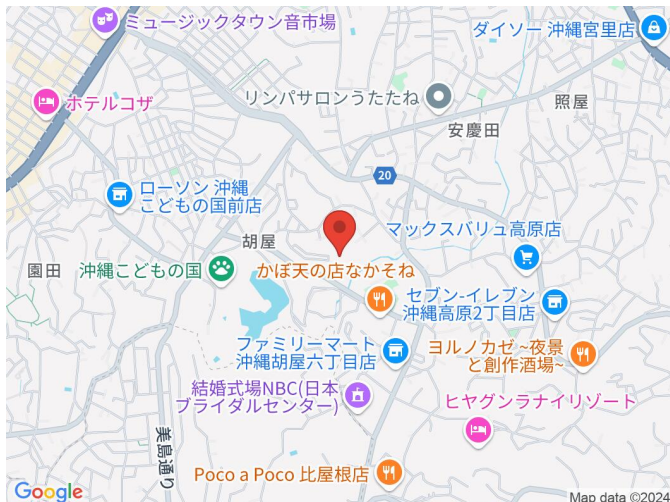 ミュージックタウン音市場
ダイソー 沖縄宮里店
ホテルコザ
リンパサロンうたたね
照屋
安慶田
20
ローソン 沖縄
こどもの国前店
胡屋
マックスバリュ高原店
園田
沖縄こどもの国
かぼ天の店なかそね
セブン-イレブン
沖縄高原2丁目店
ファミリーマート
沖縄胡屋六丁目店
ヨルノカゼ ~夜景
と創作酒場~
結婚式場NBC(日本
ブライダルセンター)
ヒヤグンラナイリゾート
美島通り
Poco a Poco 比屋根店
Google
Map data ©2024